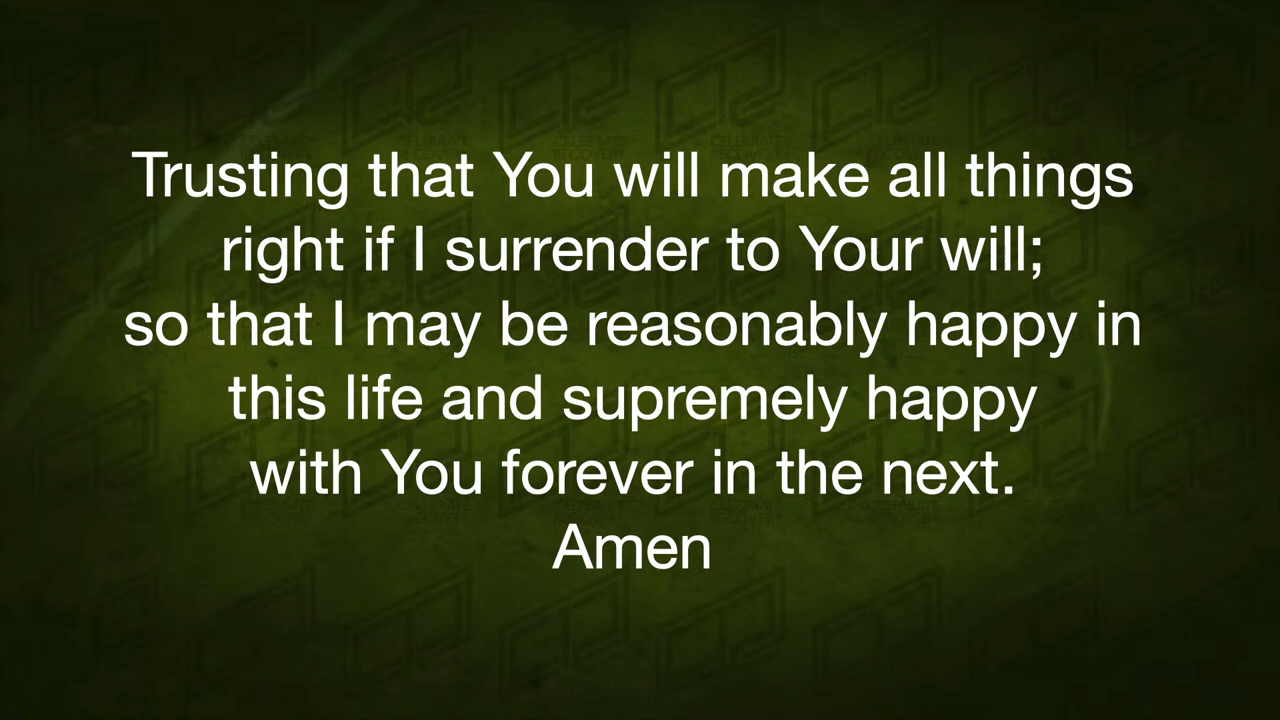 Trusting that You will make all things
right if I surrender to Your will;
so that I may be reasonably happy in
this life and supremely happy
with You forever in the next.
Amen